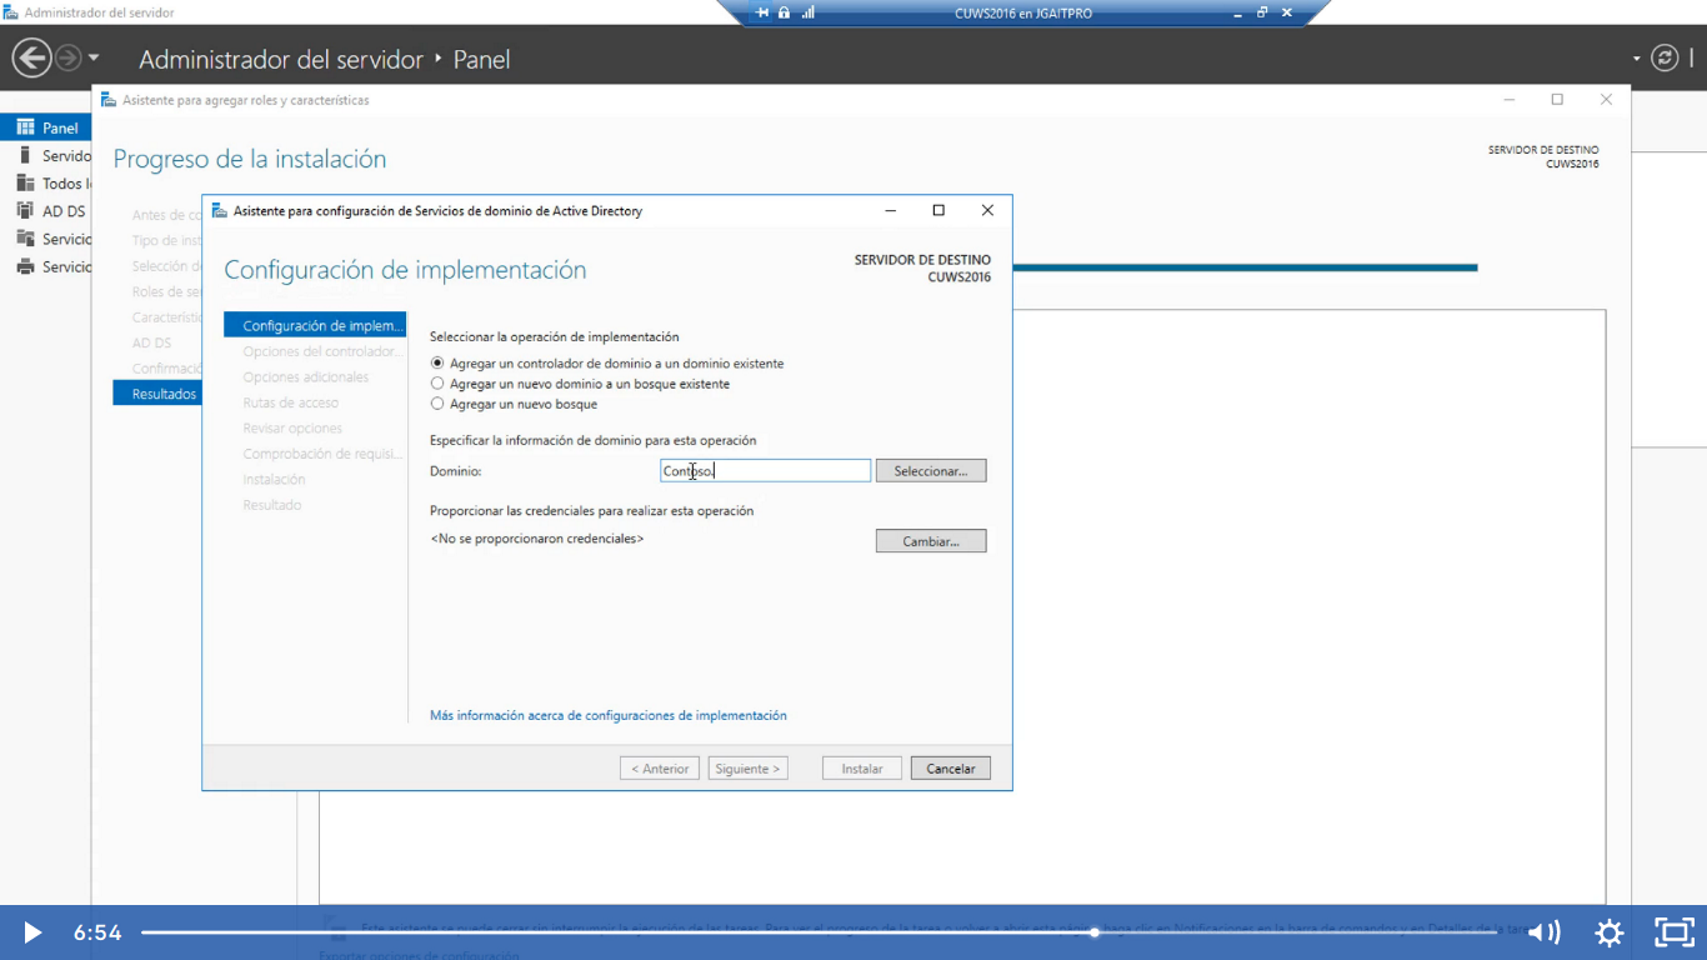 Administrador del servidor
CUWS2016 en JGAITPRO
Administrador del servidor ‣ Panel
Asistente para agregar roles y características
Panel
Progreso de la instalación
SERVIDOR DE DESTINO
CUWS2016
Servido
Todos l
AD DS
Servicio
Servicio
Antes de co
Tipo de inst
Selección de
Roles de se
Característic
AD DS
Confirmació
Resultados
Asistente para configuración de Servicios de dominio de Active Directory
Configuración de implementación
SERVIDOR DE DESTINO
CUWS2016
Configuración de implem...
Opciones del controlador...
Opciones adicionales
Rutas de acceso
Revisar opciones
Comprobación de requisi...
Instalación
Resultado
Seleccionar la operación de implementación
Agregar un controlador de dominio a un dominio existente
Agregar un nuevo dominio a un bosque existente
Agregar un nuevo bosque
Especificar la información de dominio para esta operación
Dominio: Contoso. Seleccionar...
Proporcionar las credenciales para realizar esta operación
<No se proporcionaron credenciales> Cambiar...
Más información acerca de configuraciones de implementación
< Anterior Siguiente > Instalar Cancelar
Este asistente se puede cerrar sin interrumpir la ejecución de las tareas. Para ver el progreso de la tarea o volver a abrir esta página, haga clic en Notificaciones en la barra de comandos y en Detalles de la tare
6:54
Exportar opciones de configuración